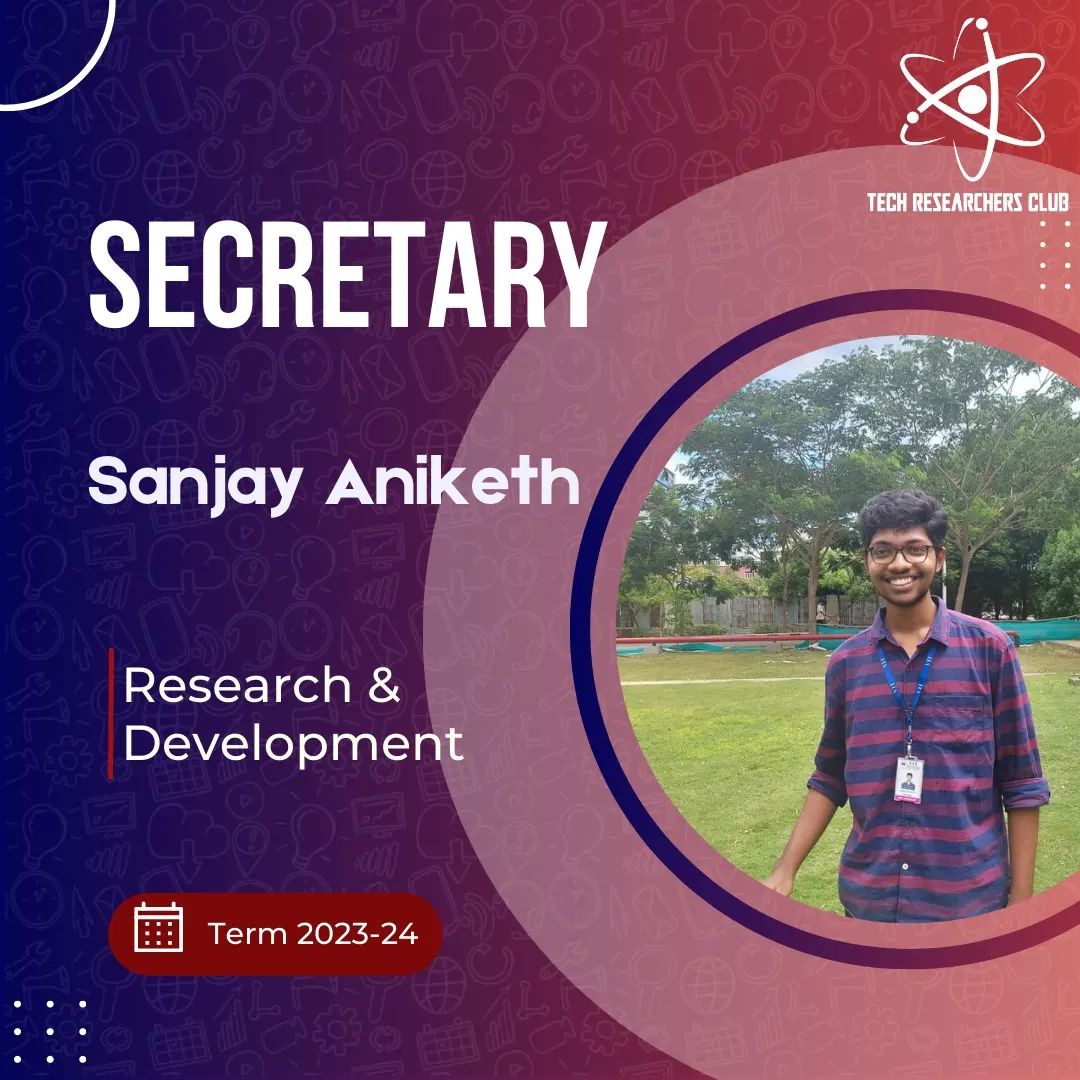 TECH RESEARCHERS CLUB
SECRETARY
Sanjay Aniketh
Research &
Development
Term 2023-24